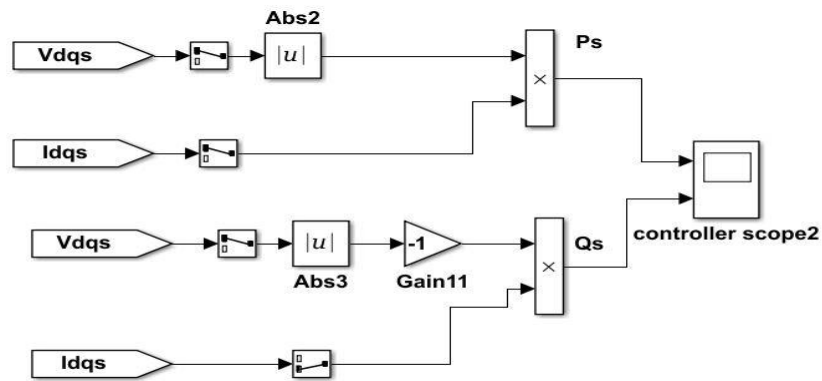 Abs2
Vdqs
|u|
Ps
×
Idqs
Vdqs
|u|
-1
Qs
controller scope2
×
Abs3
Gain11
Idqs